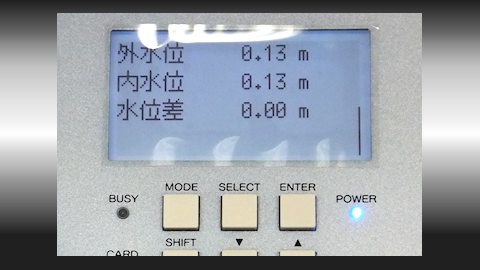 外水位 0.13 m
内水位 0.13 m
水位差 0.00 m
MODE SELECT ENTER
BUSY POWER
SHIFT ▼ ▲
CARD